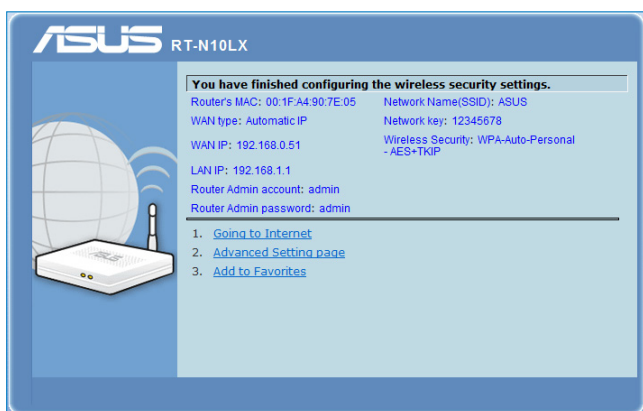 ASUS RT-N10LX
You have finished configuring the wireless security settings.
Router's MAC: 00:1F:A4:90:7E:05
Network Name(SSID): ASUS
WAN type: Automatic IP
Network key: 12345678
WAN IP: 192.168.0.51
Wireless Security: WPA-Auto-Personal
- AES+TKIP
LAN IP: 192.168.1.1
Router Admin account: admin
Router Admin password: admin
1. Going to Internet
2. Advanced Setting page
3. Add to Favorites
ASUS